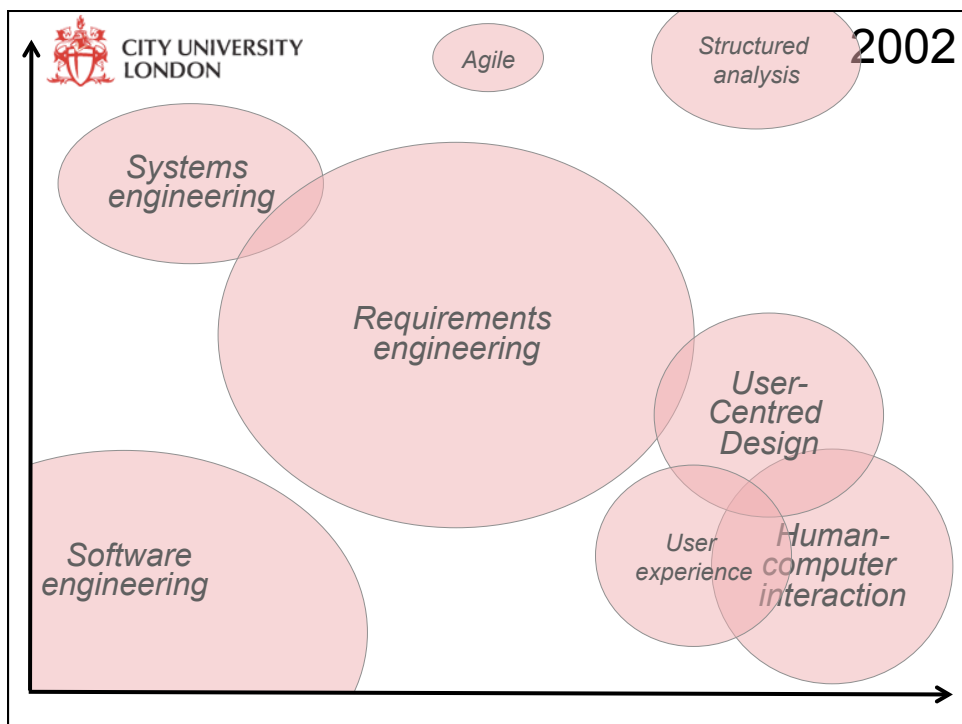 CITY UNIVERSITY
LONDON
Agile
Structured
analysis
2002
Systems
engineering
Requirements
engineering
User-
Centred
Design
Software
engineering
User
experience
Human-
computer
interaction